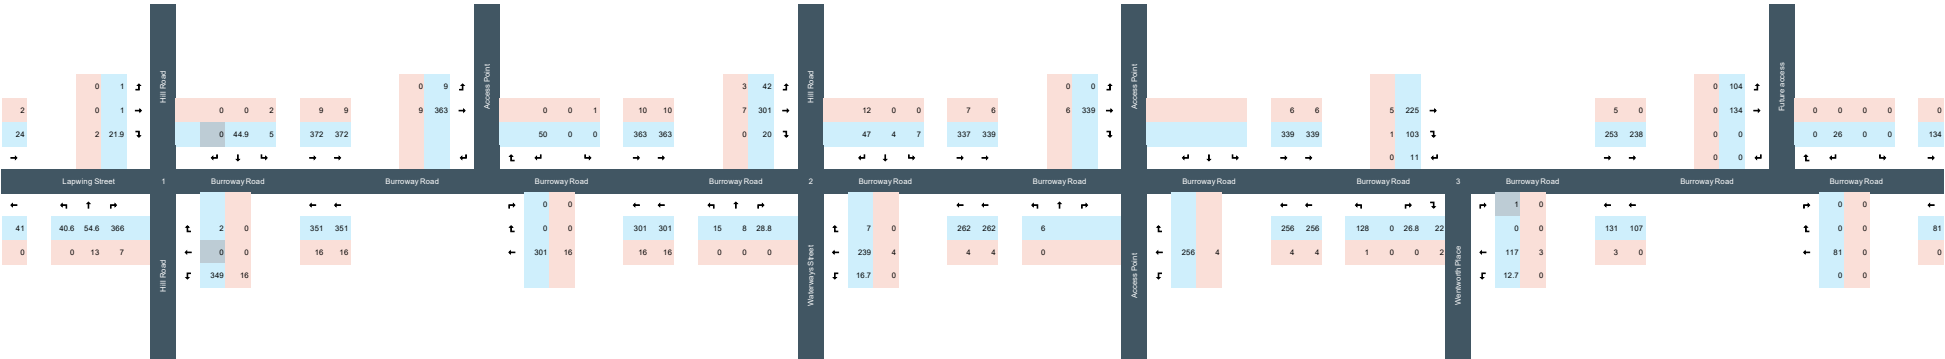 0 1
0 9
3 42
0 0
0 104
2
0 1
0 0 2
9 9
9 363
0 0 1
10 10
7 301
12 0 0
7 6
6 339
6 6
5 225
5 0
0 134
0 0 0 0
0
24
2 21.9
0 44.9 5
372 372
50 0 0
363 363
0 20
47 4 7
337 339
339 339
1 103
253 238
0 0
0 26 0 0
134
0 11
0 0
Hill Road
Access Point
Hill Road
Access Point
Future access
Lapwing Street
1
Burroway Road
Burroway Road
Burroway Road
Burroway Road
2
Burroway Road
Burroway Road
Burroway Road
Burroway Road
3
Burroway Road
Burroway Road
Burroway Road
0 0
1 0
0 0
41
40.6 54.6 366
2 0
351 351
0 0
301 301
15 8 28.8
7 0
262 262
6
256 256
128 0 26.8 22
0 0
131 107
0 0
81
0
0 13 7
0 0
16 16
301 16
16 16
0 0 0
239 4
4 4
0
256 4
4 4
1 0 0 2
117 3
3 0
81 0
0
349 16
16.7 0
12.7 0
0 0
Hill Road
Waterways Street
Access Point
Wentworth Place